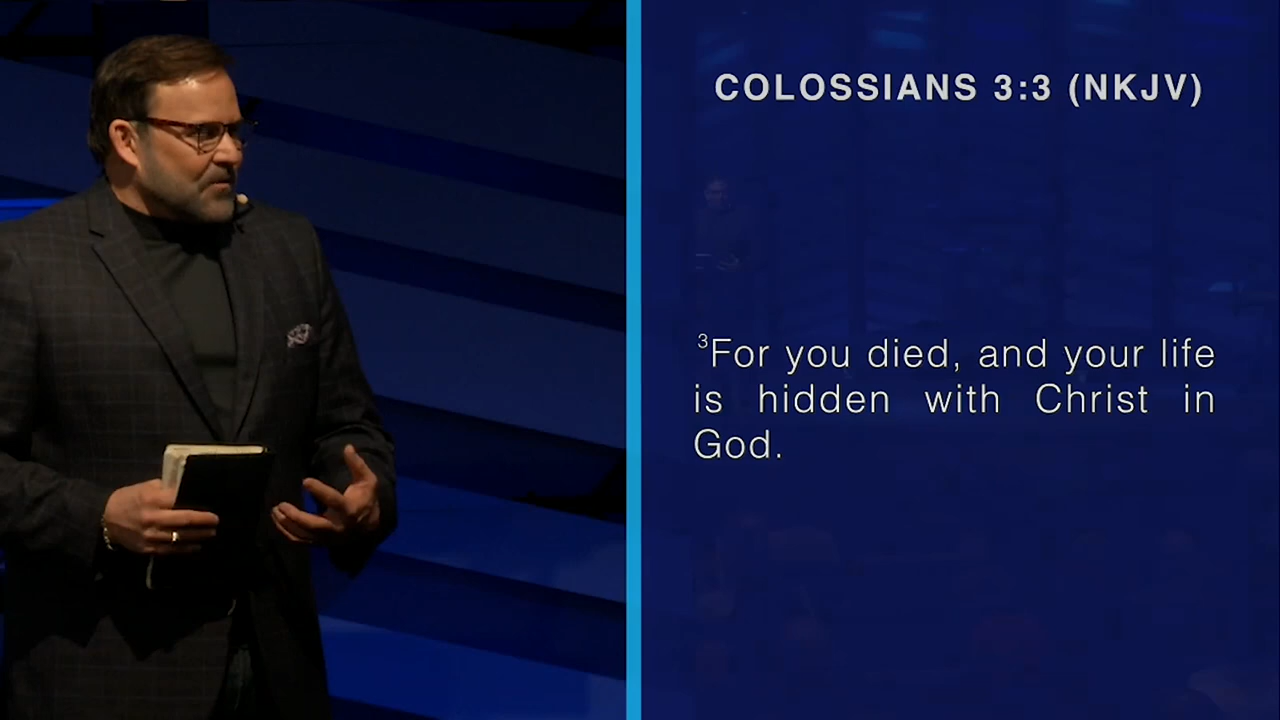 COLOSSIANS 3:3 (NKJV)
³For you died, and your life
is hidden with Christ in
God.